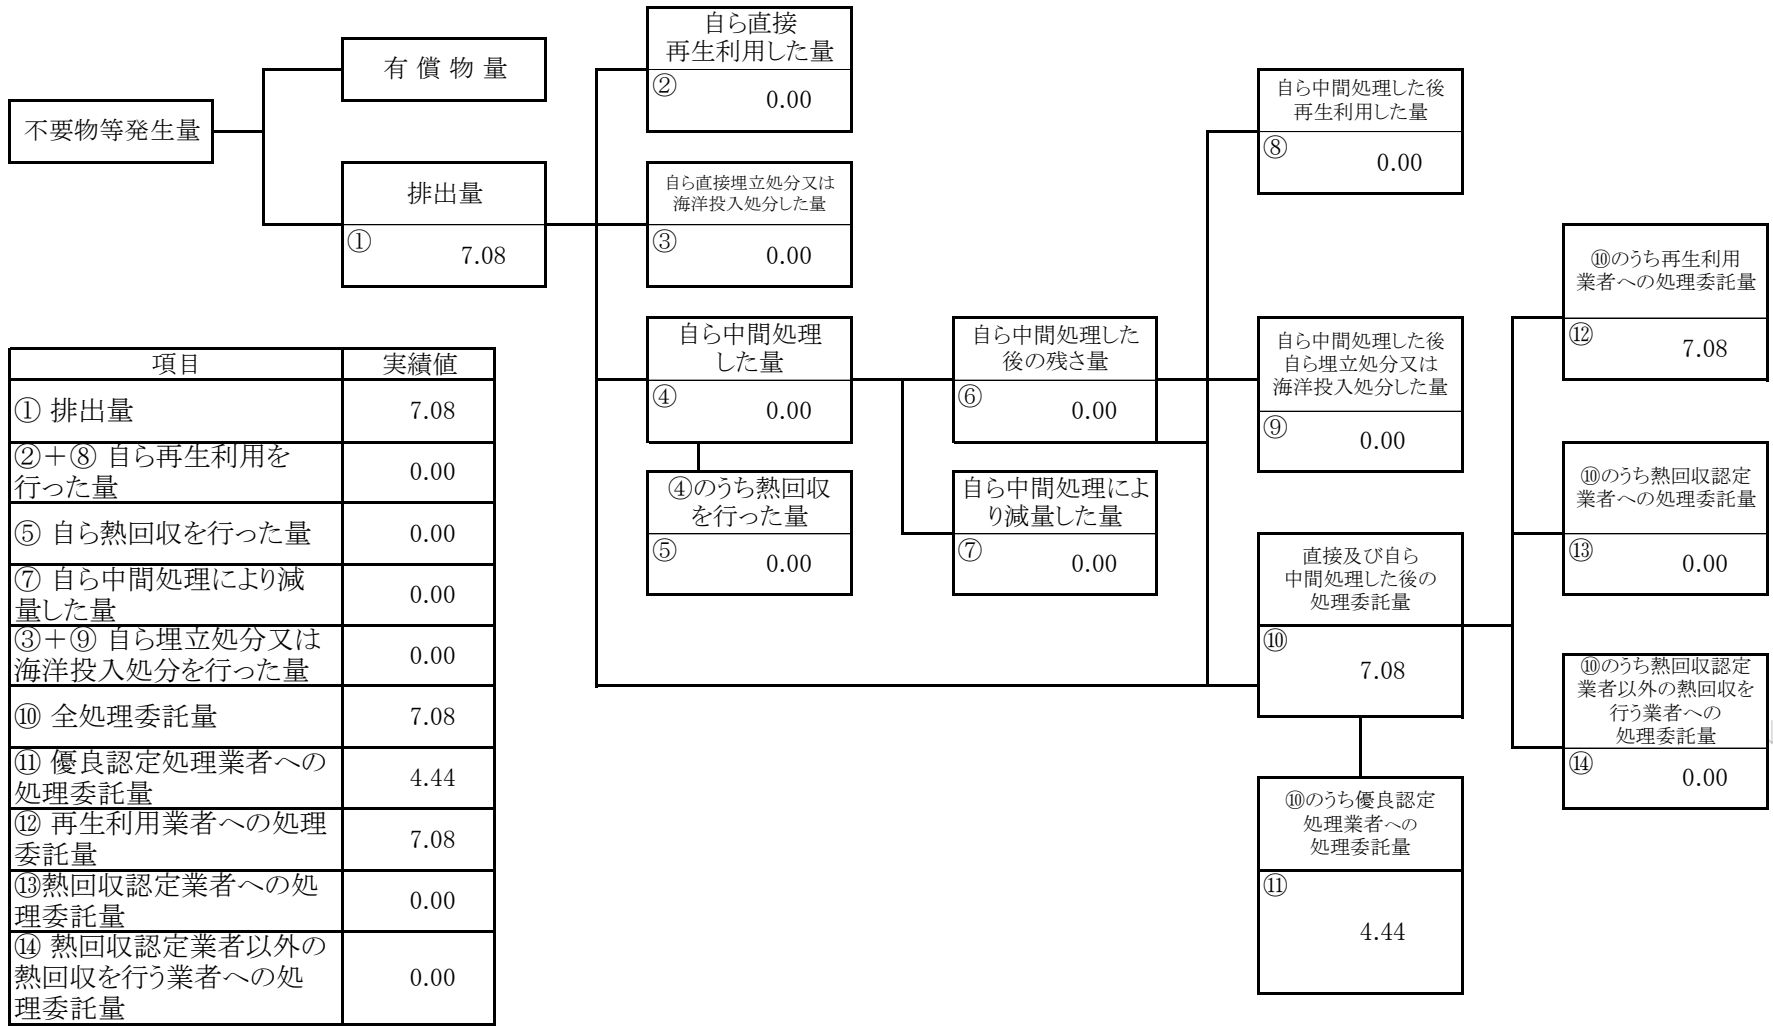 不要物等発生量
有償物量
排出量
①
7.08
自ら直接
再生利用した量
②
0.00
自ら直接埋立処分又は
海洋投入処分した量
③
0.00
自ら中間処理
した量
④
0.00
④のうち熱回収
を行った量
⑤
0.00
自ら中間処理した
後の残さ量
⑥
0.00
自ら中間処理によ
り減量した量
⑦
0.00
自ら中間処理した後
再生利用した量
⑧
0.00
自ら中間処理した後
自ら埋立処分又は
海洋投入処分した量
⑨
0.00
直接及び自ら
中間処理した後の
処理委託量
⑩
7.08
⑩のうち優良認定
処理業者への
処理委託量
⑪
4.44
⑩のうち再生利用
業者への処理委託量
⑫
7.08
⑩のうち熱回収認定
業者への処理委託量
⑬
0.00
⑩のうち熱回収認定
業者以外の熱回収を
行う業者への
処理委託量
⑭
0.00
項目 実績値
① 排出量 7.08
②＋⑧ 自ら再生利用を
行った量 0.00
⑤ 自ら熱回収を行った量 0.00
⑦ 自ら中間処理により減
量した量 0.00
③＋⑨ 自ら埋立処分又は
海洋投入処分を行った量 0.00
⑩ 全処理委託量 7.08
⑪ 優良認定処理業者への
処理委託量 4.44
⑫ 再生利用業者への処理
委託量 7.08
⑬熱回収認定業者への処
理委託量 0.00
⑭ 熱回収認定業者以外の
熱回収を行う業者への処
理委託量 0.00